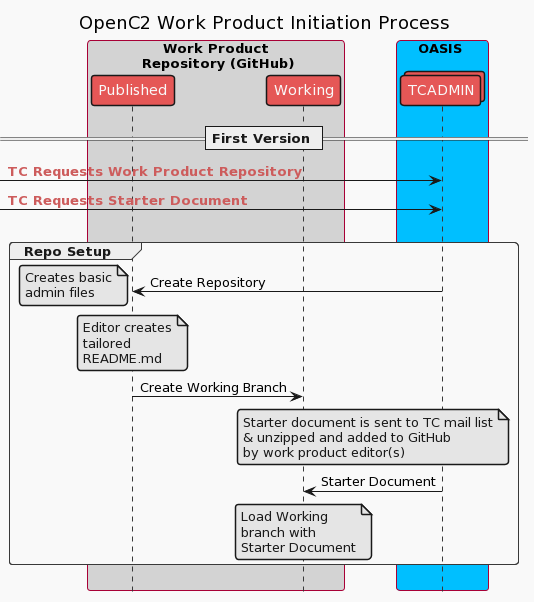 OpenC2 Work Product Initiation Process
Work Product
Repository (GitHub)
OASIS
Published
Working
TCADMIN
First Version
TC Requests Work Product Repository
TC Requests Starter Document
Repo Setup
Creates basic
admin files
Create Repository
Editor creates
tailored
README.md
Create Working Branch
Starter document is sent to TC mail list
& unzipped and added to GitHub
by work product editor(s)
Starter Document
Load Working
branch with
Starter Document